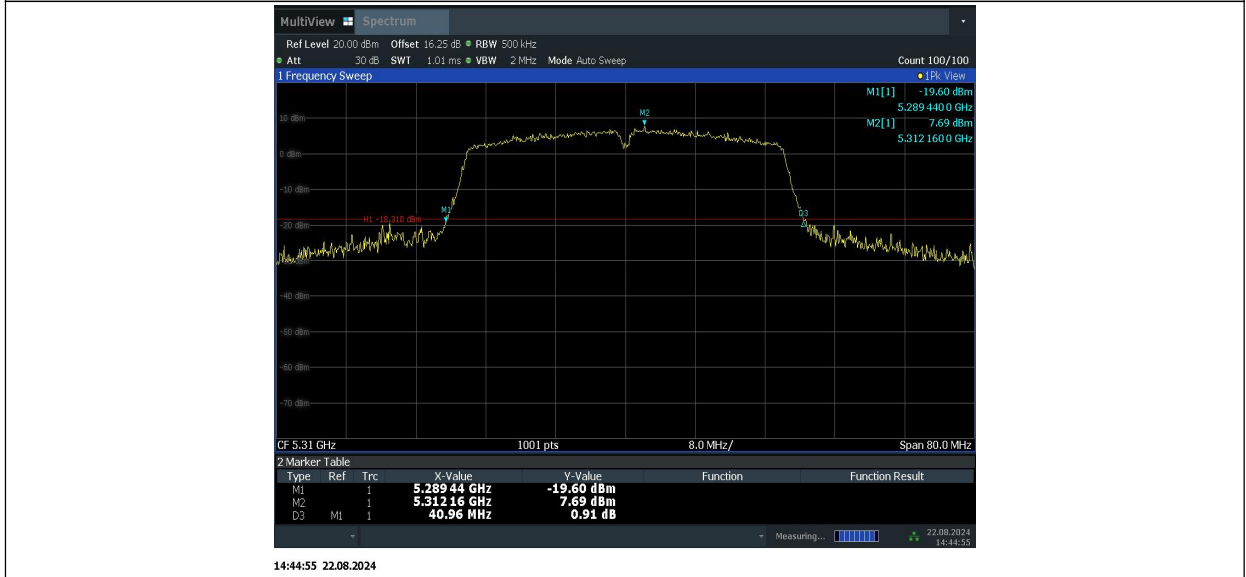 MultiView Spectrum
Ref Level 20.00 dBm Offset 16.25 dB RBW 500 kHz
Att 30 dB SWT 1.01 ms VBW 2 MHz Mode Auto Sweep Count 100/100
1 Frequency Sweep 1Pk View
M1[1] -19.60 dBm
5.289 440 0 GHz
M2[1] 7.69 dBm
5.312 160 0 GHz
M2
10 dBm
0 dBm
-10 dBm
M1
D3
H1 -18.310 dBm
-20 dBm
-40 dBm
-50 dBm
-60 dBm
-70 dBm
CF 5.31 GHz 1001 pts 8.0 MHz/ Span 80.0 MHz
2 Marker Table
Type Ref Trc X-Value Y-Value Function Function Result
M1 1 5.289 44 GHz -19.60 dBm
M2 1 5.312 16 GHz 7.69 dBm
D3 M1 1 40.96 MHz 0.91 dB
Measuring... 22.08.2024
14:44:55
14:44:55 22.08.2024